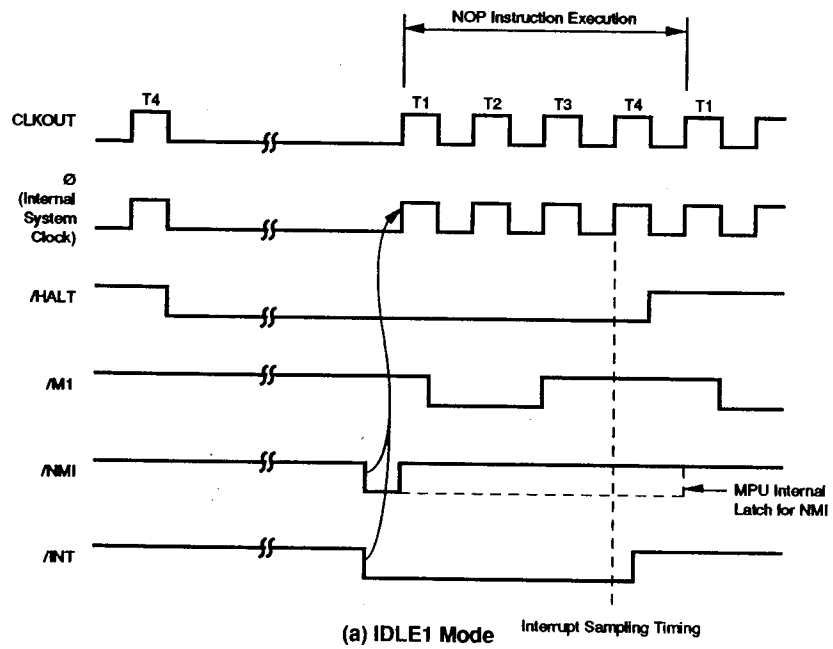 NOP Instruction Execution
T4 T1 T2 T3 T4 T1
CLKOUT
Ø
(Internal
System
Clock)
/HALT
/M1
/NMI
MPU Internal
Latch for NMI
/INT
(a) IDLE1 Mode
Interrupt Sampling Timing